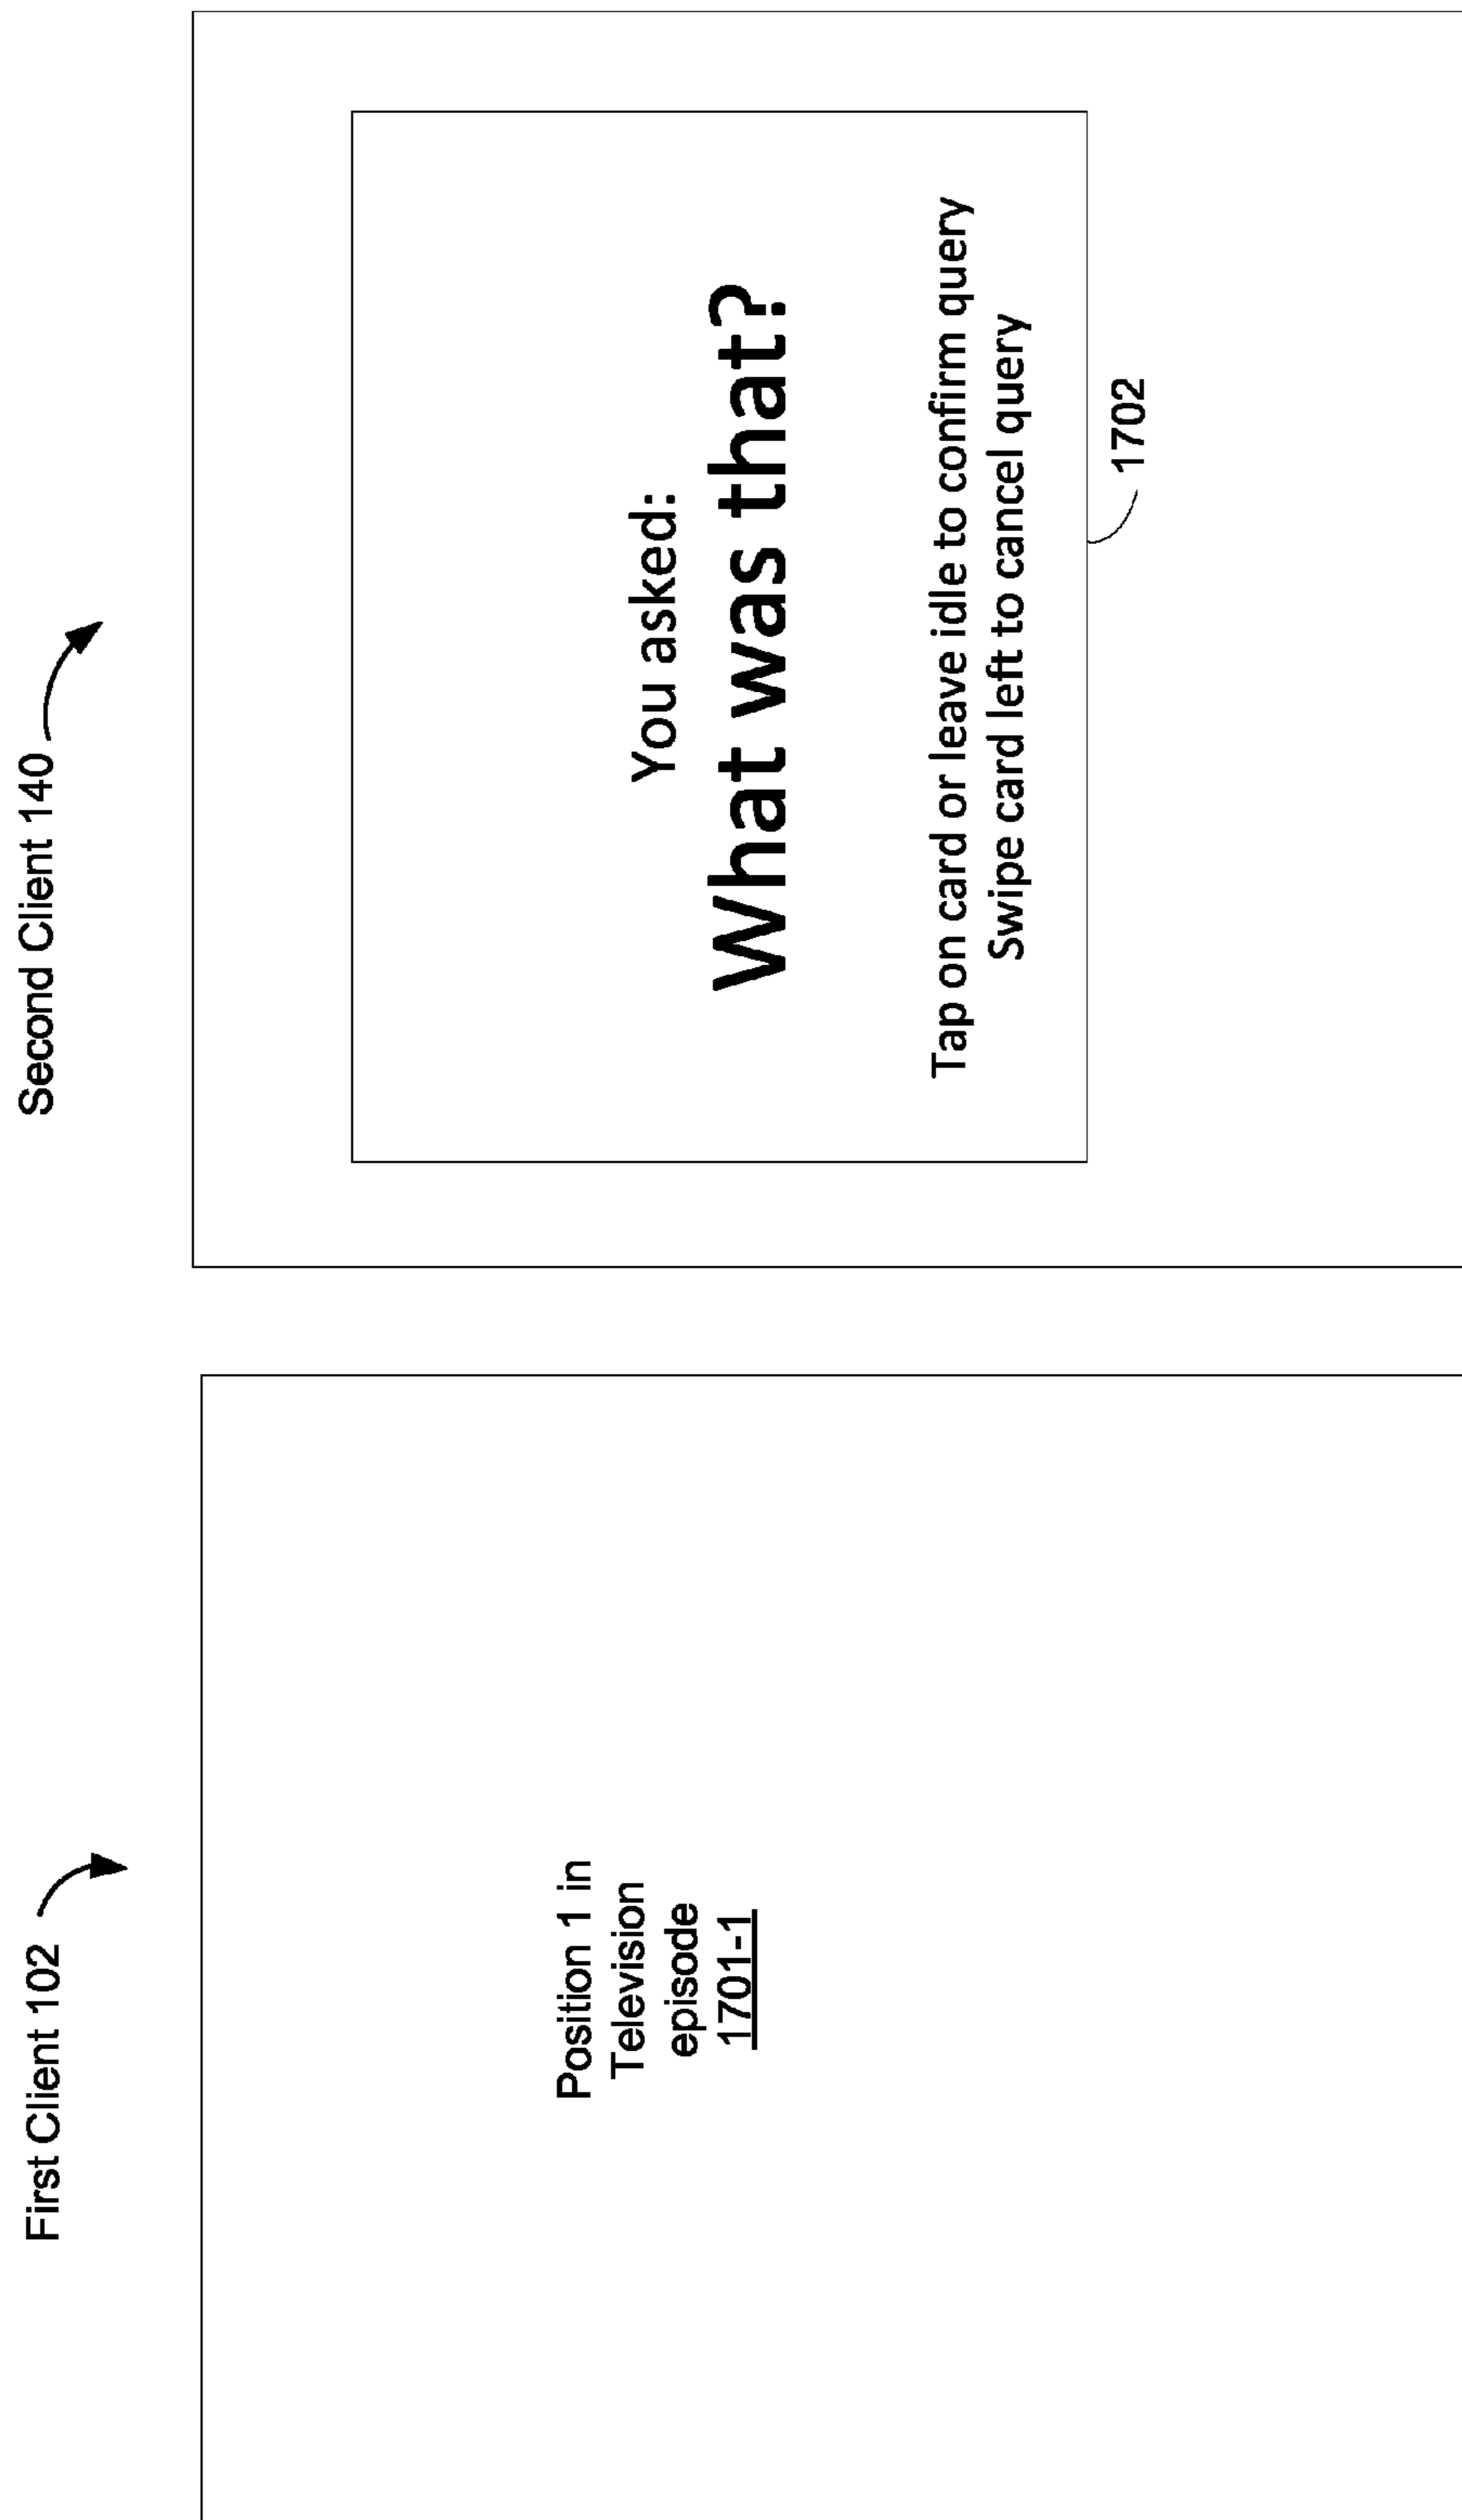 First Client 102
Position 1 in
Television
episode
1701-1
Second Client 140
You asked:
What was that?
Tap on card or leave idle to confirm query
Swipe card left to cancel query
1702